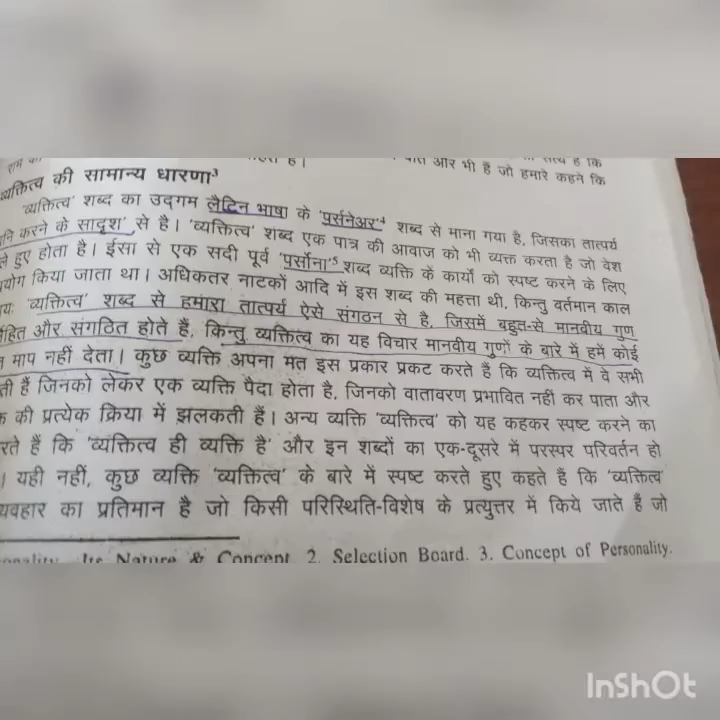 और भी है जो हमारे कहने कि
व्यक्तित्व की सामान्य धारणा³
'व्यक्तित्व' शब्द का उद्गम लैटिन भाषा के 'पर्सनेअर'⁴ शब्द से माना गया है, जिसका तात्पर्य
करने के सादृश' से है। 'व्यक्तित्व' शब्द एक पात्र की आवाज को भी व्यक्त करता है जो वेश
हुए होता है। ईसा से एक सदी पूर्व 'पर्सोना'⁵ शब्द व्यक्ति के कार्यों को स्पष्ट करने के लिए
किया जाता था। अधिकतर नाटकों आदि में इस शब्द की महत्ता थी, किन्तु वर्तमान काल
'व्यक्तित्व' शब्द से हमारा तात्पर्य ऐसे संगठन से है, जिसमें बहुत-से मानवीय गुण
और संगठित होते हैं, किन्तु व्यक्तित्व का यह विचार मानवीय गुणों के बारे में हमें कोई
माप नहीं देता। कुछ व्यक्ति अपना मत इस प्रकार प्रकट करते हैं कि व्यक्तित्व में वे सभी
हैं जिनको लेकर एक व्यक्ति पैदा होता है, जिनको वातावरण प्रभावित नहीं कर पाता और
की प्रत्येक क्रिया में झलकती हैं। अन्य व्यक्ति 'व्यक्तित्व' को यह कहकर स्पष्ट करने का
रते हैं कि 'व्यक्तित्व ही व्यक्ति है' और इन शब्दों का एक-दूसरे में परस्पर परिवर्तन हो
। यही नहीं, कुछ व्यक्ति 'व्यक्तित्व' के बारे में स्पष्ट करते हुए कहते हैं कि 'व्यक्तित्व
यवहार का प्रतिमान है जो किसी परिस्थिति-विशेष के प्रत्युत्तर में किये जाते हैं जो
Its Nature & Concept 2. Selection Board. 3. Concept of Personality.
InShOt